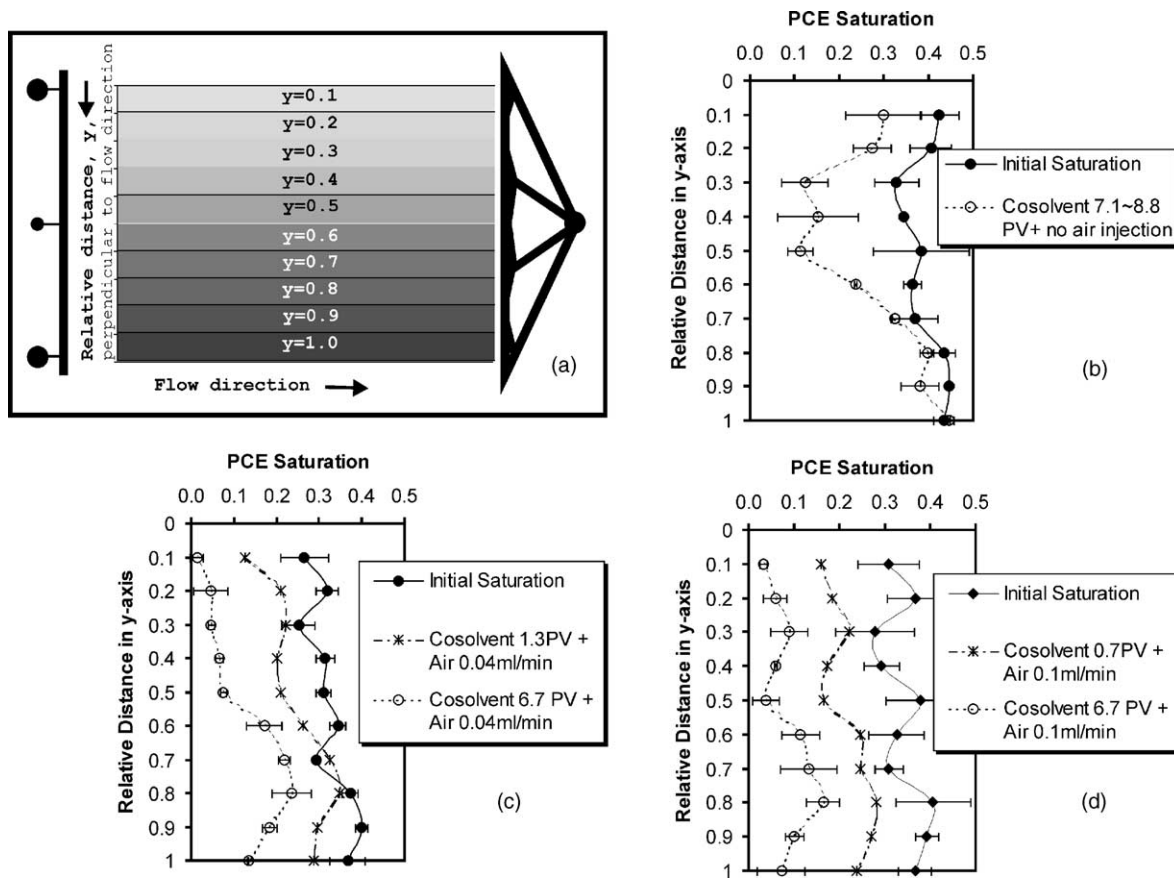 Relative distance, y,
perpendicular to flow direction
y=0.1
y=0.2
y=0.3
y=0.4
y=0.5
y=0.6
y=0.7
y=0.8
y=0.9
y=1.0
Flow direction
(a)
PCE Saturation
0.0 0.1 0.2 0.3 0.4 0.5
Relative Distance in y-axis
0
0.1
0.2
0.3
0.4
0.5
0.6
0.7
0.8
0.9
1
Initial Saturation
Cosolvent 7.1~8.8
PV+ no air injection
(b)
PCE Saturation
0.0 0.1 0.2 0.3 0.4 0.5
Relative Distance in y-axis
0
0.1
0.2
0.3
0.4
0.5
0.6
0.7
0.8
0.9
1
Initial Saturation
Cosolvent 1.3PV +
Air 0.04ml/min
Cosolvent 6.7 PV +
Air 0.04ml/min
(c)
PCE Saturation
0.0 0.1 0.2 0.3 0.4 0.5
Relative Distance in y-axis
0
0.1
0.2
0.3
0.4
0.5
0.6
0.7
0.8
0.9
1
Initial Saturation
Cosolvent 0.7PV +
Air 0.1ml/min
Cosolvent 6.7 PV +
Air 0.1ml/min
(d)